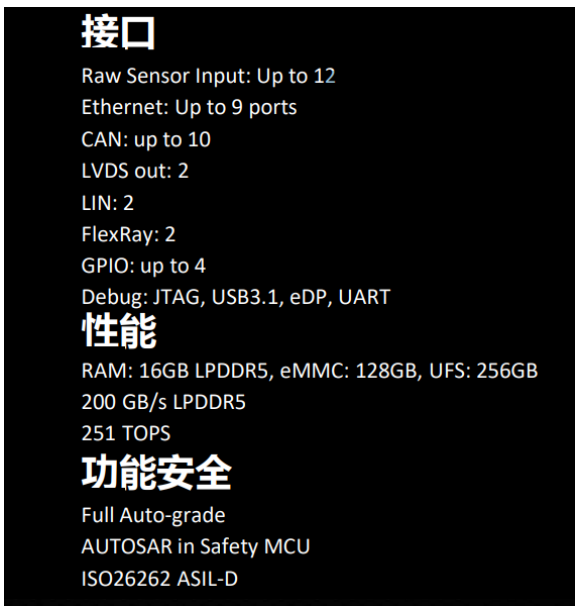 接口
Raw Sensor Input: Up to 12
Ethernet: Up to 9 ports
CAN: up to 10
LVDS out: 2
LIN: 2
FlexRay: 2
GPIO: up to 4
Debug: JTAG, USB3.1, eDP, UART
性能
RAM: 16GB LPDDR5, eMMC: 128GB, UFS: 256GB
200 GB/s LPDDR5
251 TOPS
功能安全
Full Auto-grade
AUTOSAR in Safety MCU
ISO26262 ASIL-D